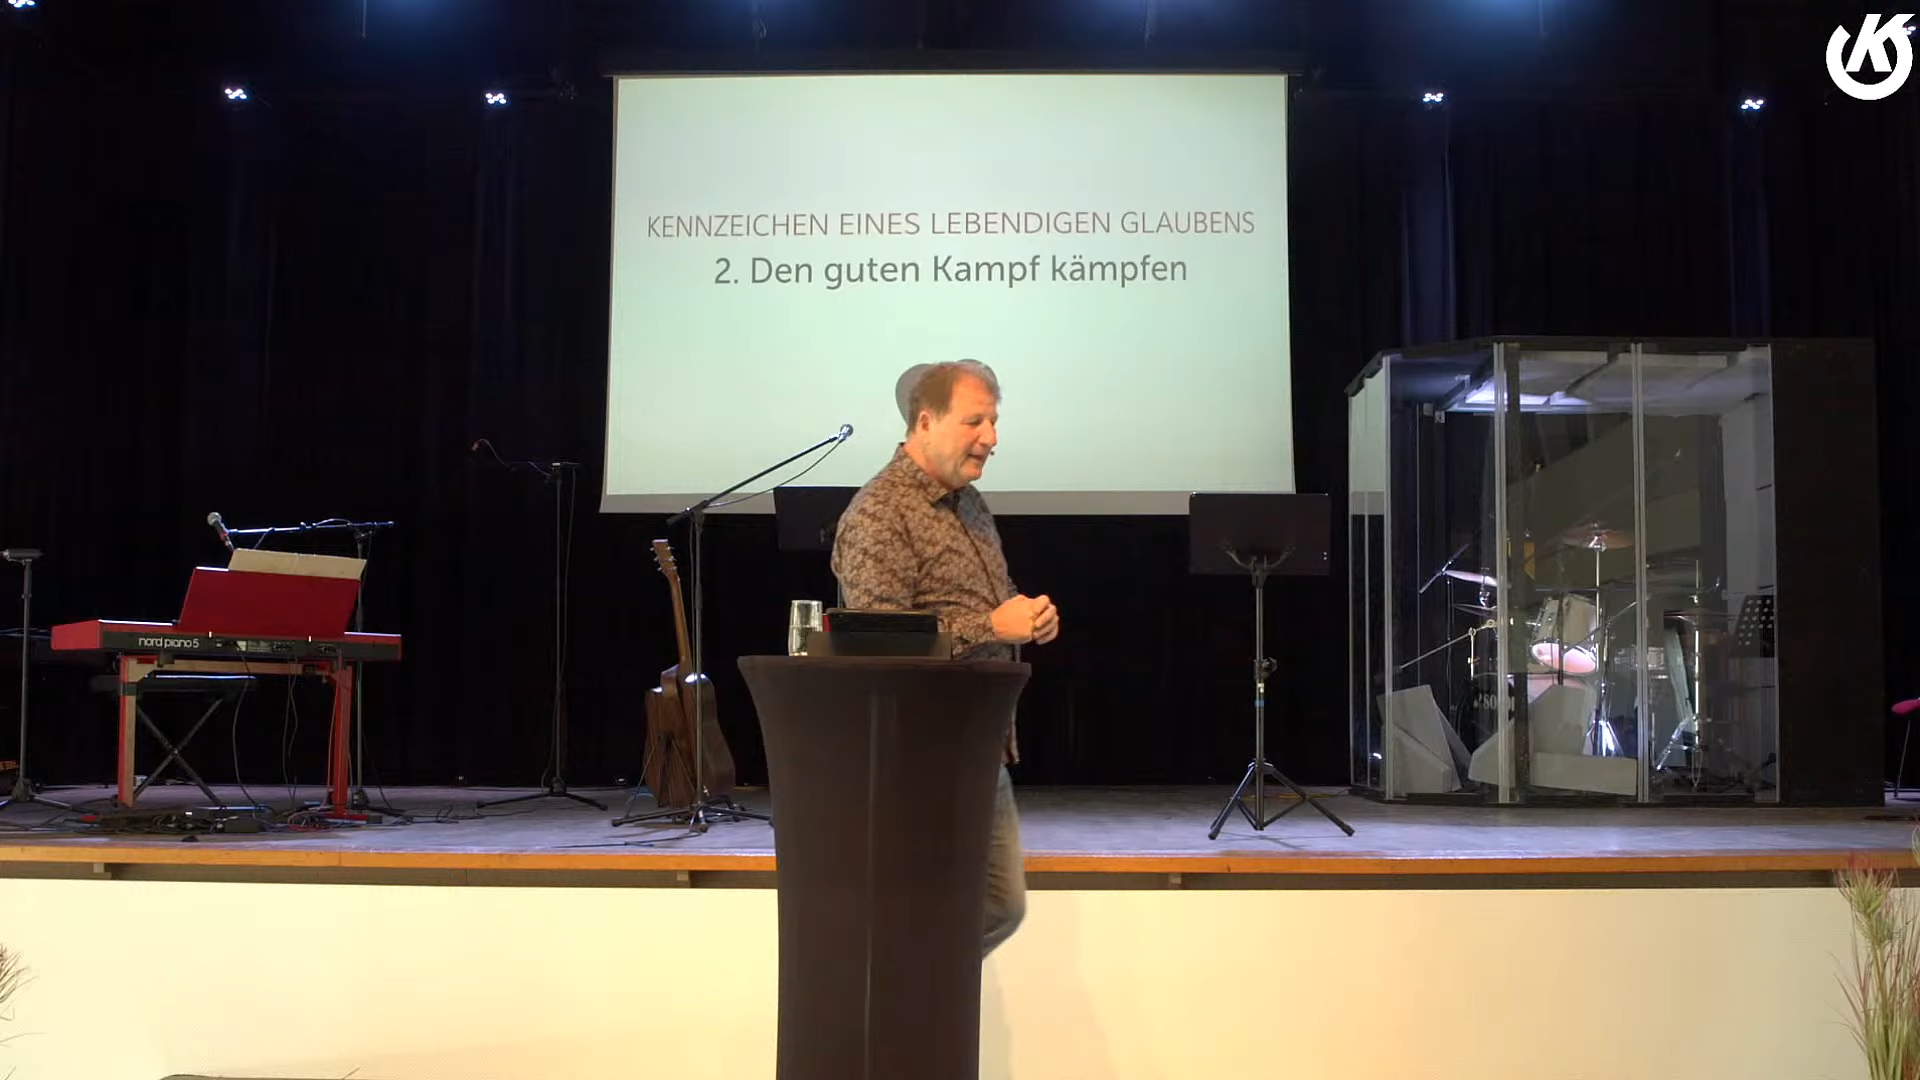 KENNZEICHEN EINES LEBENDIGEN GLAUBENS
2. Den guten Kampf kämpfen
nord piano 5